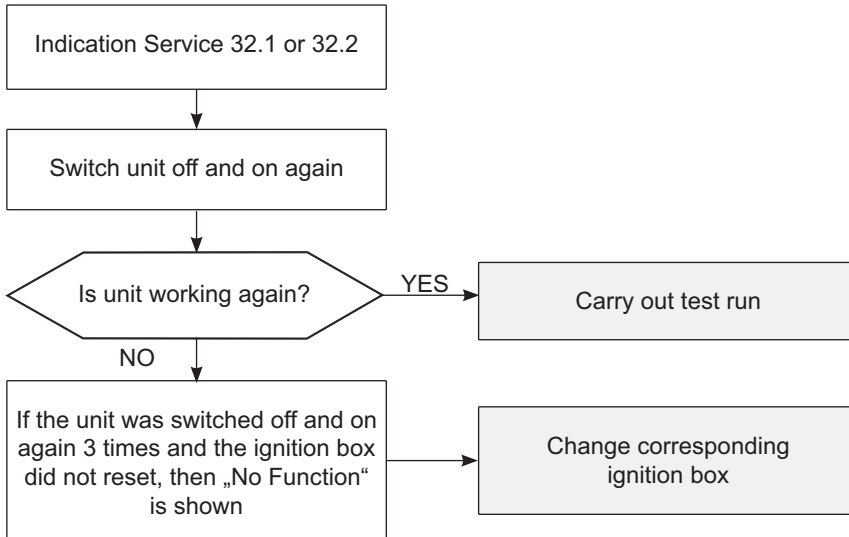 Indication Service 32.1 or 32.2
Switch unit off and on again
Is unit working again?
YES
Carry out test run
NO
If the unit was switched off and on
again 3 times and the ignition box
did not reset, then „No Function“
is shown
Change corresponding
ignition box